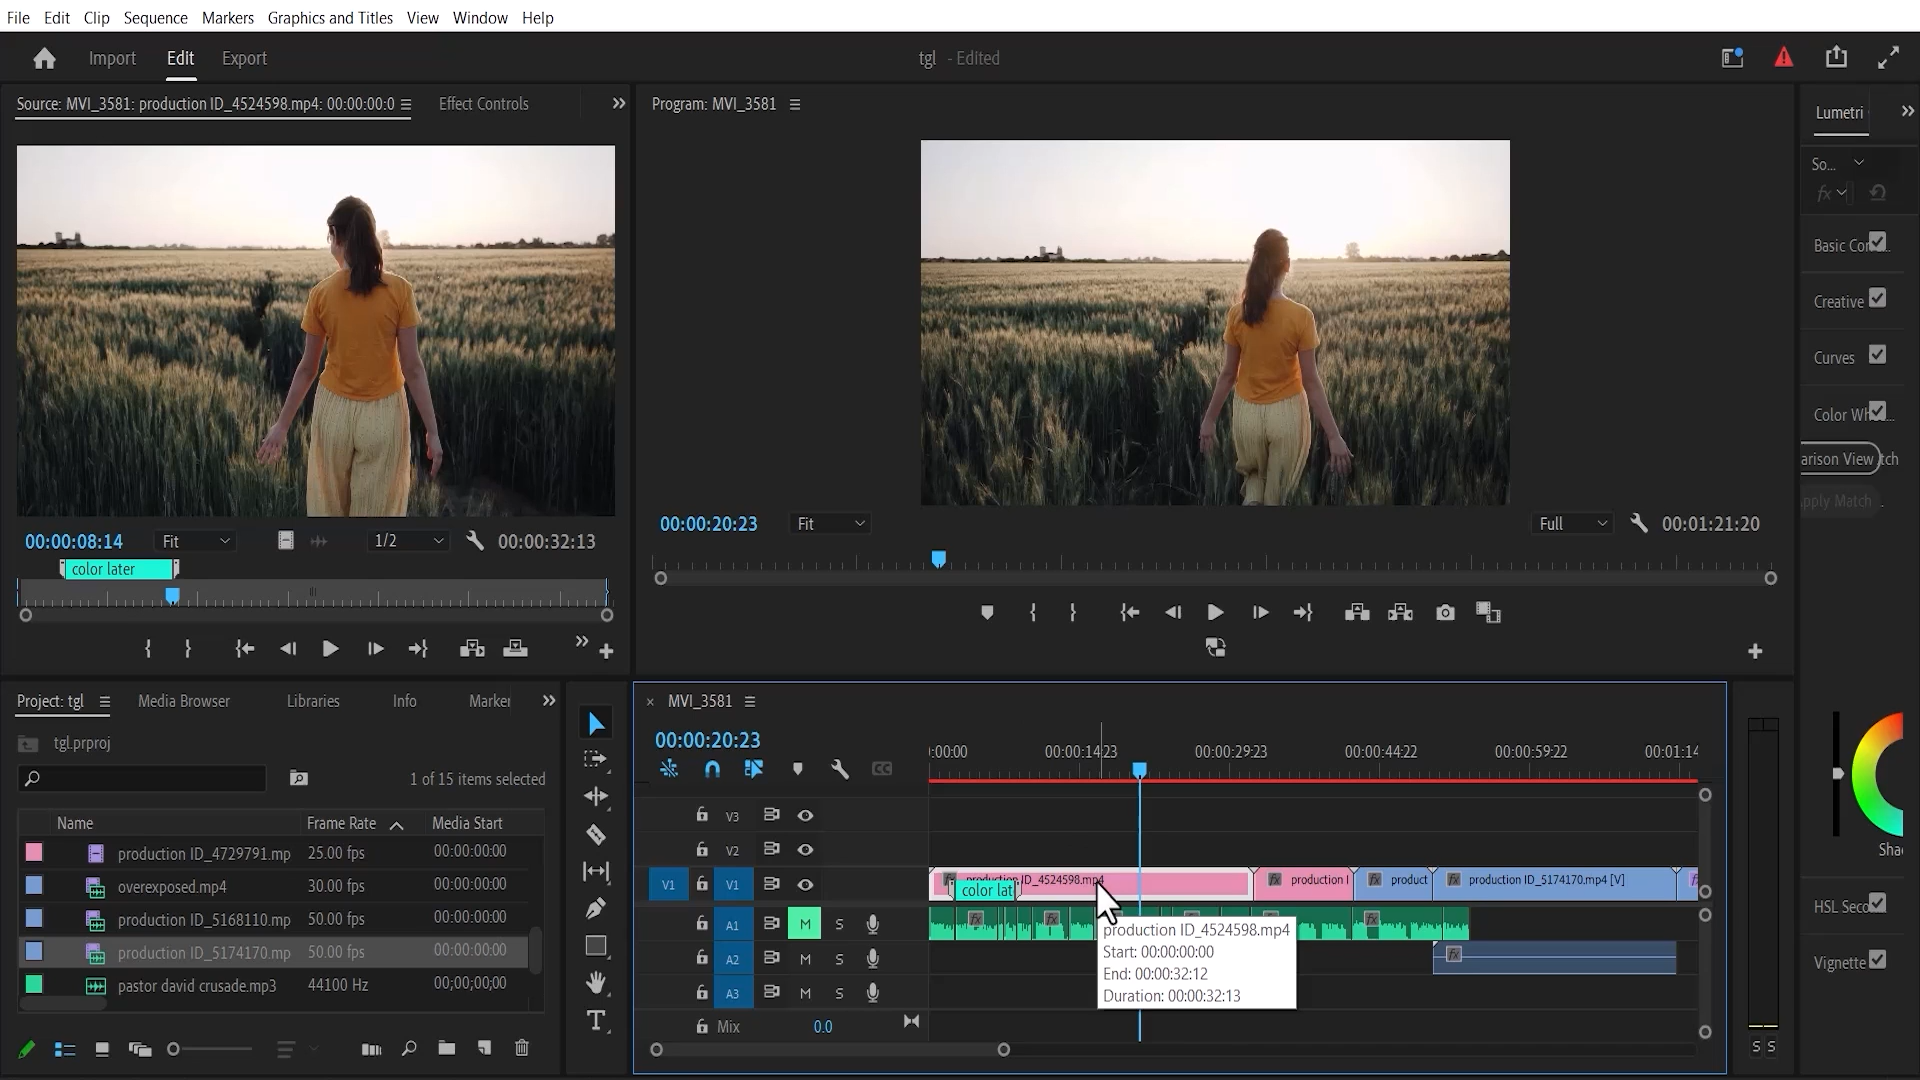 File Edit Clip Sequence Markers Graphics and Titles View Window Help
Import Edit Export
tgl - Edited
Source: MVI_3581: production ID_4524598.mp4: 00:00:00:0
Effect Controls
Program: MVI_3581
Lumetri
So...
fx
Basic Cor...
Creative
Curves
Color Wh...
arison View
tch
Apply Match
00:00:08:14
Fit
1/2
00:00:32:13
color later
00:00:20:23
Fit
Full
00:01:21:20
Project: tgl
Media Browser
Libraries
Info
Marker
tgl.prproj
1 of 15 items selected
Name Frame Rate Media Start
production ID_4729791.mp 25.00 fps 00:00:00:00
overexposed.mp4 30.00 fps 00:00:00:00
production ID_5168110.mp 50.00 fps 00:00:00:00
production ID_5174170.mp 50.00 fps 00:00:00:00
pastor david crusade.mp3 44100 Hz 00;00;00;00
× MVI_3581
00:00:20:23
:00:00 00:00:14:23 00:00:29:23 00:00:44:22 00:00:59:22 00:01:14
CC
V3
V2
V1 V1
fx production ID_4524598.mp4
color lat
fx production I
fx product
fx production ID_5174170.mp4 [V]
A1 M S
A2 M S
A3 M S
Mix 0.0
production ID_4524598.mp4
Start: 00:00:00:00
End: 00:00:32:12
Duration: 00:00:32:13
S S
Sha
HSL Seco
Vignette